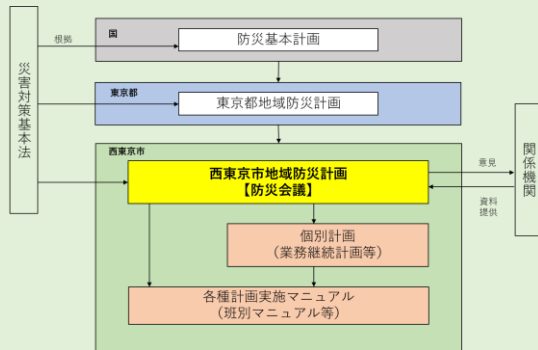 国
防災基本計画
根拠
災害対策基本法
東京都
東京都地域防災計画
西東京市
西東京市地域防災計画
【防災会議】
意見
関係機関
資料
提供
個別計画
(業務継続計画等)
各種計画実施マニュアル
(班別マニュアル等)